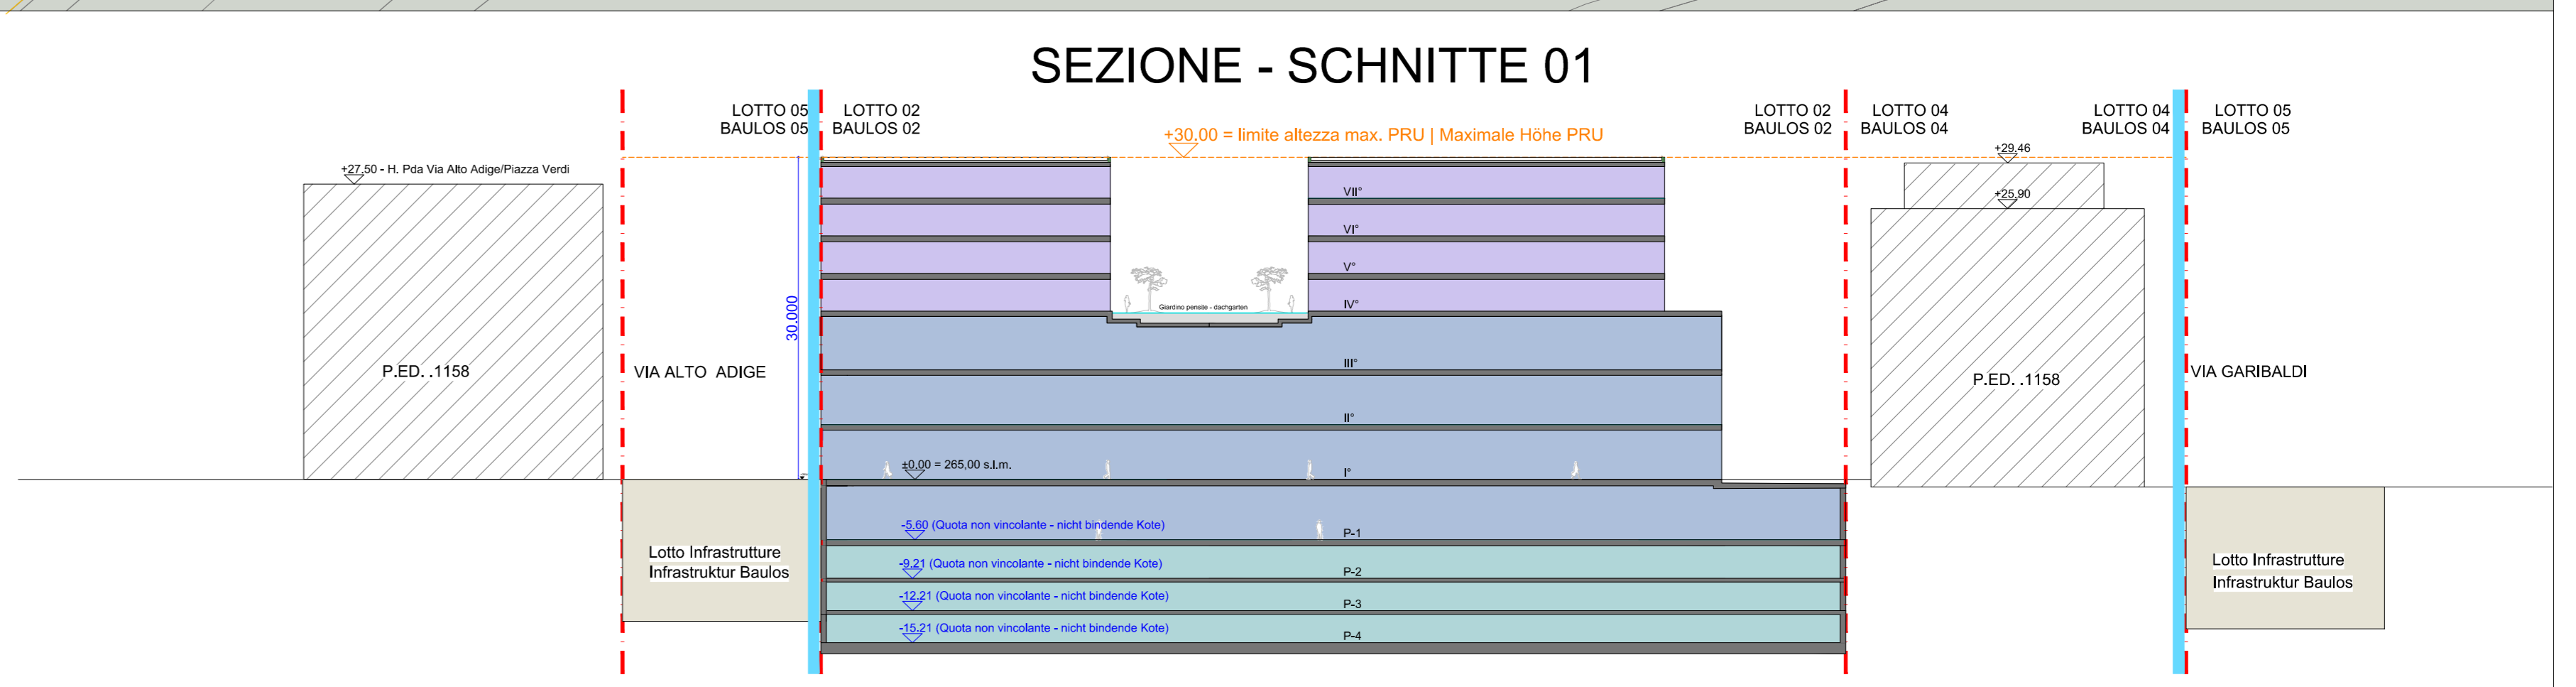 SEZIONE - SCHNITTE 01
LOTTO 05
BAULOS 05
LOTTO 02
BAULOS 02
LOTTO 02
BAULOS 02
LOTTO 04
BAULOS 04
LOTTO 04
BAULOS 04
LOTTO 05
BAULOS 05
+30.00 = limite altezza max. PRU | Maximale Höhe PRU
+29.46
+27.50 - H. Pda Via Alto Adige/Piazza Verdi
+25.90
VII°
VI°
V°
IV°
Giardino pensile - dachgarten
30.000
P.ED. .1158
VIA ALTO ADIGE
III°
P.ED. .1158
VIA GARIBALDI
II°
±0.00 = 265,00 s.l.m.
I°
-5.60 (Quota non vincolante - nicht bindende Kote)
P-1
Lotto Infrastrutture
Infrastruktur Baulos
-9.21 (Quota non vincolante - nicht bindende Kote)
P-2
Lotto Infrastrutture
Infrastruktur Baulos
-12.21 (Quota non vincolante - nicht bindende Kote)
P-3
-15.21 (Quota non vincolante - nicht bindende Kote)
P-4